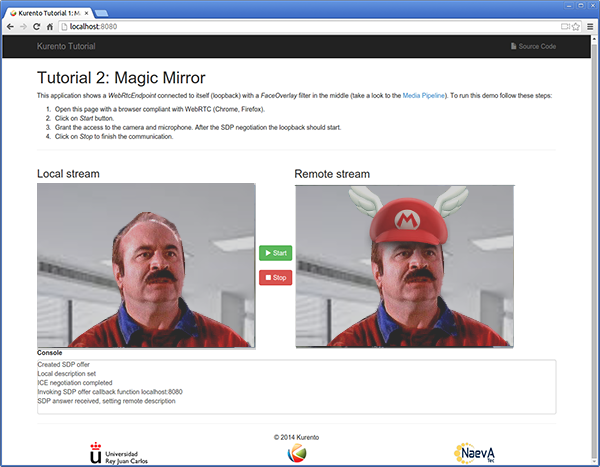 Kurento Tutorial 1: M
localhost:8080
Kurento Tutorial
Source Code
Tutorial 2: Magic Mirror
This application shows a WebRtcEndpoint connected to itself (loopback) with a FaceOverlay filter in the middle (take a look to the Media Pipeline). To run this demo follow these steps:
1. Open this page with a browser compliant with WebRTC (Chrome, Firefox).
2. Click on Start button.
3. Grant the access to the camera and microphone. After the SDP negotiation the loopback should start.
4. Click on Stop to finish the communication.
Local stream
Remote stream
M
Start
Stop
Console
Created SDP offer
Local description set
ICE negotiation completed
Invoking SDP offer callback function localhost:8080
SDP answer received, setting remote description
© 2014 Kurento
u
Universidad
Rey Juan Carlos
NaevA
Tec